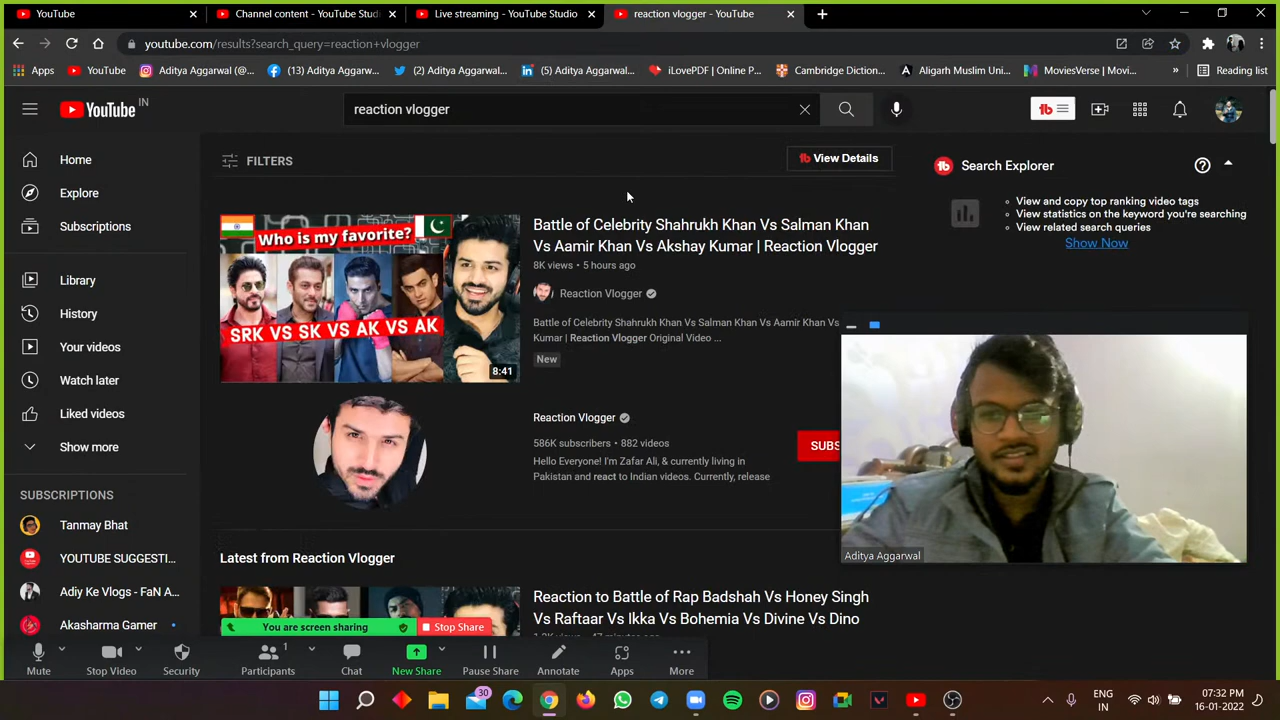 YouTube
Channel content - YouTube Studi
Live streaming - YouTube Studio
reaction vlogger - YouTube
youtube.com/results?search_query=reaction+vlogger
Apps
YouTube
Aditya Aggarwal (@...
(13) Aditya Aggarw...
(2) Aditya Aggarwal...
(5) Aditya Aggarwal...
iLovePDF | Online P...
Cambridge Dictior...
Aligarh Muslim Uni...
MoviesVerse | Movi...
»
Reading list
YouTube IN
reaction vlogger
Home
Explore
Subscriptions
Library
History
Your videos
Watch later
Liked videos
Show more
SUBSCRIPTIONS
Tanmay Bhat
YOUTUBE SUGGESTI...
Adiy Ke Vlogs - FaN A...
Akasharma Gamer
FILTERS
View Details
Who is my favorite?
SRK VS SK VS AK VS AK
8:41
Battle of Celebrity Shahrukh Khan Vs Salman Khan
Vs Aamir Khan Vs Akshay Kumar | Reaction Vlogger
8K views • 5 hours ago
Reaction Vlogger
Battle of Celebrity Shahrukh Khan Vs Salman Khan Vs Aamir Khan Vs
Kumar | Reaction Vlogger Original Video ...
New
Reaction Vlogger
586K subscribers • 882 videos
Hello Everyone! I'm Zafar Ali, & currently living in
Pakistan and react to Indian videos. Currently, release
SUBS
Latest from Reaction Vlogger
Reaction to Battle of Rap Badshah Vs Honey Singh
Vs Raftaar Vs Ikka Vs Bohemia Vs Divine Vs Dino
Search Explorer
View and copy top ranking video tags
View statistics on the keyword you're searching
View related search queries
Show Now
Aditya Aggarwal
You are screen sharing
Stop Share
Mute
Stop Video
Security
Participants
1
Chat
New Share
Pause Share
Annotate
Apps
More
30
ENG
IN
07:32 PM
16-01-2022